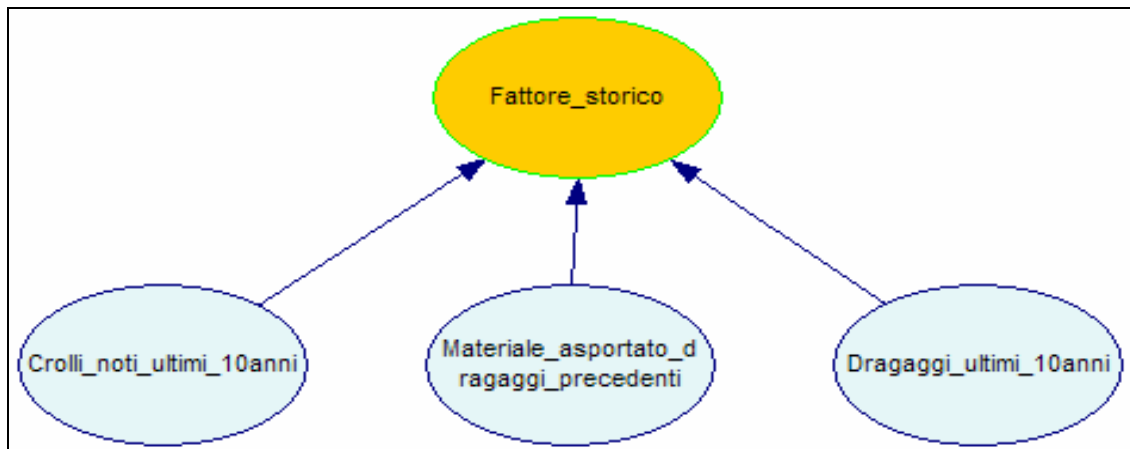 Fattore_storico
Crolli_noti_ultimi_10anni
Materiale_asportato_d
ragaggi_precedenti
Dragaggi_ultimi_10anni